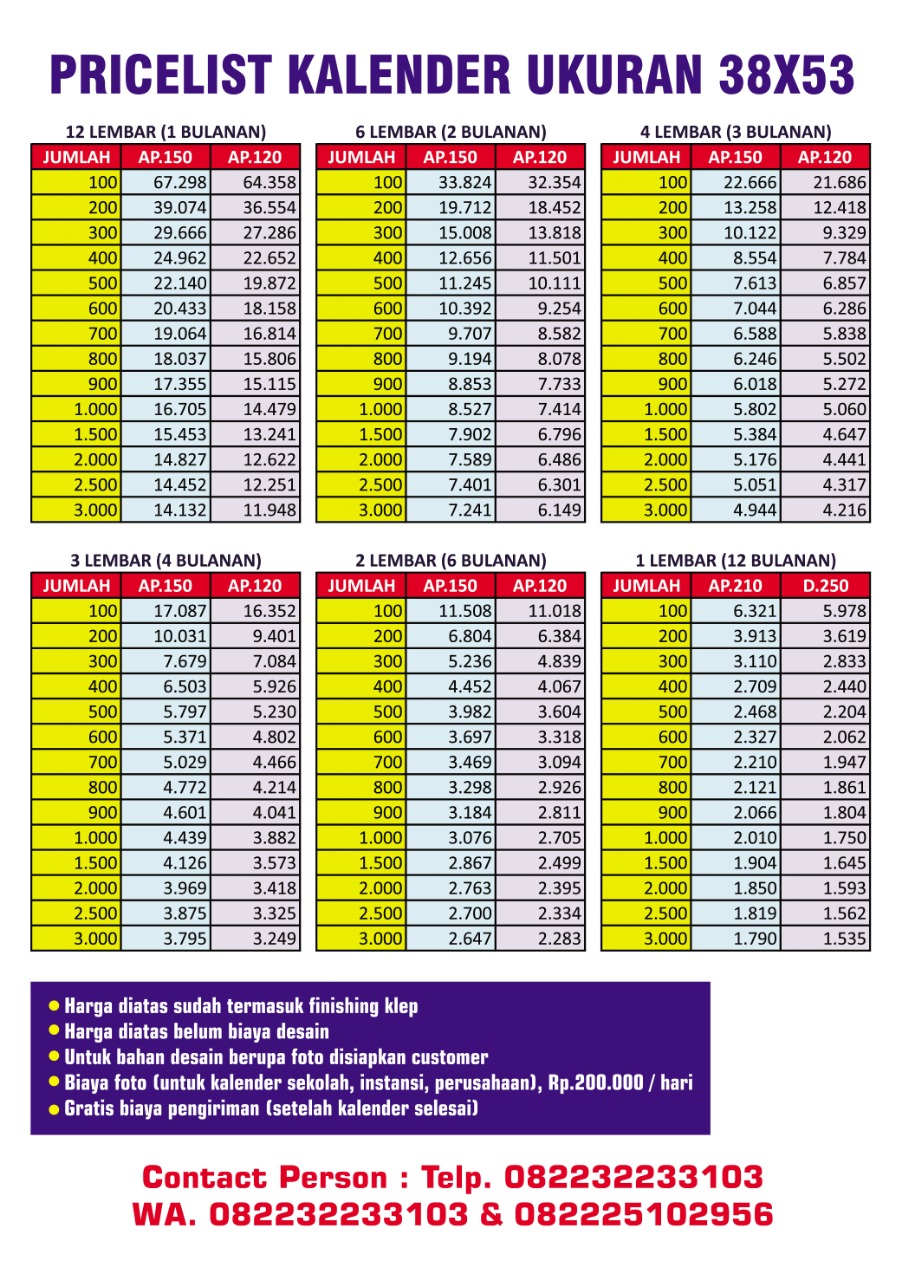 PRICELIST KALENDER UKURAN 38X53
12 LEMBAR (1 BULANAN)
JUMLAH AP.150 AP.120
100 67.298 64.358
200 39.074 36.554
300 29.666 27.286
400 24.962 22.652
500 22.140 19.872
600 20.433 18.158
700 19.064 16.814
800 18.037 15.806
900 17.355 15.115
1.000 16.705 14.479
1.500 15.453 13.241
2.000 14.827 12.622
2.500 14.452 12.251
3.000 14.132 11.948
6 LEMBAR (2 BULANAN)
JUMLAH AP.150 AP.120
100 33.824 32.354
200 19.712 18.452
300 15.008 13.818
400 12.656 11.501
500 11.245 10.111
600 10.392 9.254
700 9.707 8.582
800 9.194 8.078
900 8.853 7.733
1.000 8.527 7.414
1.500 7.902 6.796
2.000 7.589 6.486
2.500 7.401 6.301
3.000 7.241 6.149
4 LEMBAR (3 BULANAN)
JUMLAH AP.150 AP.120
100 22.666 21.686
200 13.258 12.418
300 10.122 9.329
400 8.554 7.784
500 7.613 6.857
600 7.044 6.286
700 6.588 5.838
800 6.246 5.502
900 6.018 5.272
1.000 5.802 5.060
1.500 5.384 4.647
2.000 5.176 4.441
2.500 5.051 4.317
3.000 4.944 4.216
3 LEMBAR (4 BULANAN)
JUMLAH AP.150 AP.120
100 17.087 16.352
200 10.031 9.401
300 7.679 7.084
400 6.503 5.926
500 5.797 5.230
600 5.371 4.802
700 5.029 4.466
800 4.772 4.214
900 4.601 4.041
1.000 4.439 3.882
1.500 4.126 3.573
2.000 3.969 3.418
2.500 3.875 3.325
3.000 3.795 3.249
2 LEMBAR (6 BULANAN)
JUMLAH AP.150 AP.120
100 11.508 11.018
200 6.804 6.384
300 5.236 4.839
400 4.452 4.067
500 3.982 3.604
600 3.697 3.318
700 3.469 3.094
800 3.298 2.926
900 3.184 2.811
1.000 3.076 2.705
1.500 2.867 2.499
2.000 2.763 2.395
2.500 2.700 2.334
3.000 2.647 2.283
1 LEMBAR (12 BULANAN)
JUMLAH AP.210 D.250
100 6.321 5.978
200 3.913 3.619
300 3.110 2.833
400 2.709 2.440
500 2.468 2.204
600 2.327 2.062
700 2.210 1.947
800 2.121 1.861
900 2.066 1.804
1.000 2.010 1.750
1.500 1.904 1.645
2.000 1.850 1.593
2.500 1.819 1.562
3.000 1.790 1.535
Harga diatas sudah termasuk finishing klep
Harga diatas belum biaya desain
Untuk bahan desain berupa foto disiapkan customer
Biaya foto (untuk kalender sekolah, instansi, perusahaan), Rp.200.000 / hari
Gratis biaya pengiriman (setelah kalender selesai)
Contact Person : Telp. 082232233103
WA. 082232233103 & 082225102956